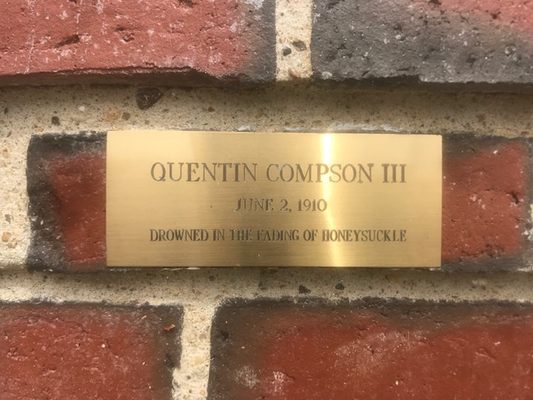 QUENTIN COMPSON III
JUNE 2, 1910
DROWNED IN THE FADING OF HONEYSUCKLE